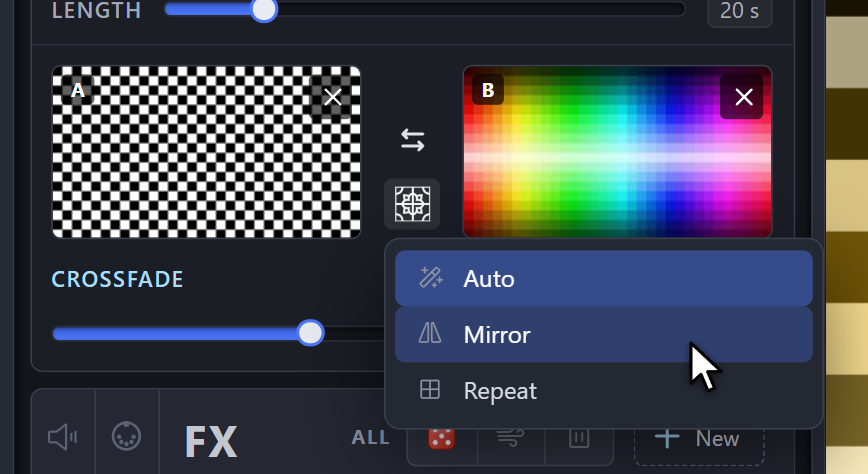 LENGTH
20 s
A
B
CROSSFADE
Auto
Mirror
Repeat
FX
ALL
New